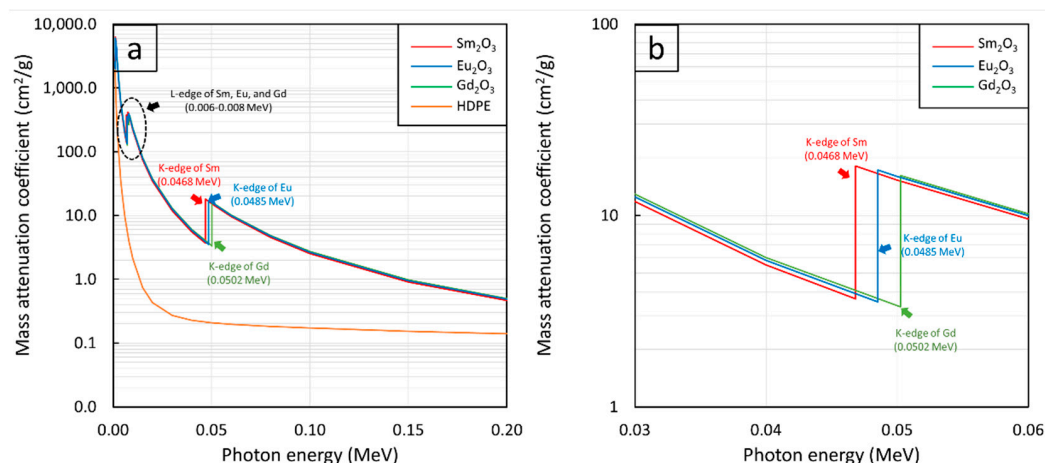 a
10,000.0
1,000.0
100.0
10.0
1.0
0.1
0.0
Mass attenuation coefficient (cm²/g)
0.00
0.05
0.10
0.15
0.20
Photon energy (MeV)
Sm₂O₃
Eu₂O₃
Gd₂O₃
HDPE
L-edge of Sm, Eu, and Gd
(0.006-0.008 MeV)
K-edge of Sm
(0.0468 MeV)
K-edge of Eu
(0.0485 MeV)
K-edge of Gd
(0.0502 MeV)
b
100
10
1
Mass attenuation coefficient (cm²/g)
0.03
0.04
0.05
0.06
Photon energy (MeV)
Sm₂O₃
Eu₂O₃
Gd₂O₃
K-edge of Sm
(0.0468 MeV)
K-edge of Eu
(0.0485 MeV)
K-edge of Gd
(0.0502 MeV)